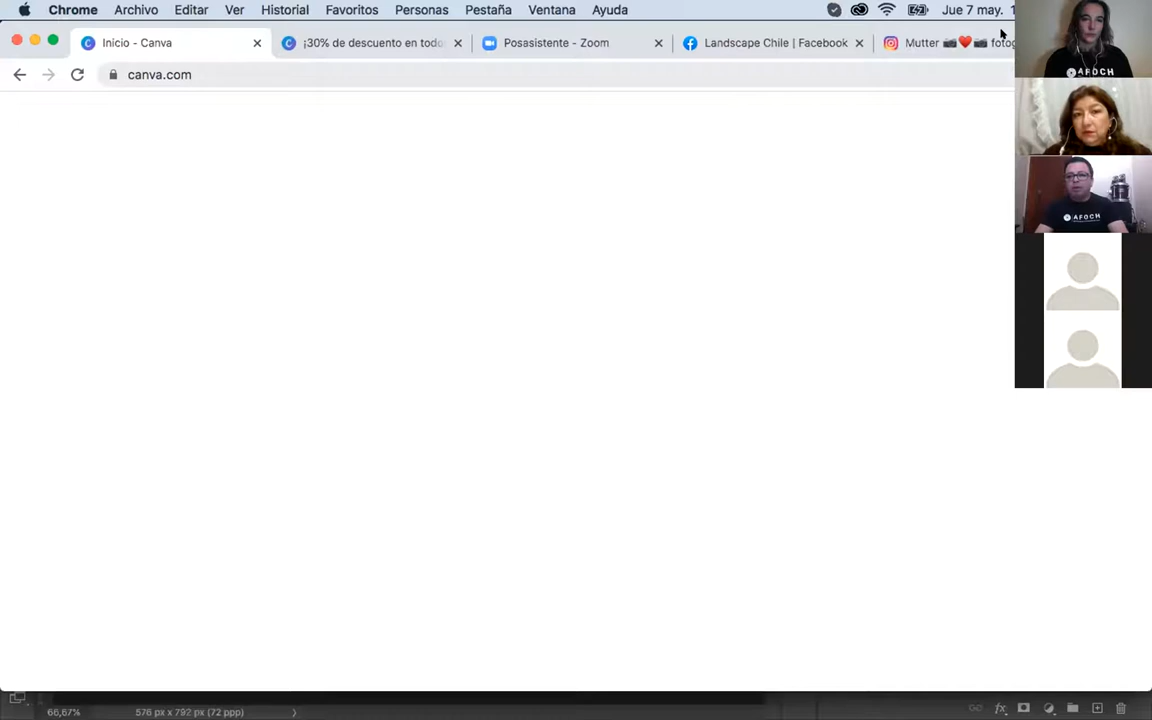 Chrome Archivo Editar Ver Historial Favoritos Personas Pestaña Ventana Ayuda Jue 7 may.
Inicio - Canva ¡30% de descuento en todo Posasistente - Zoom Landscape Chile | Facebook Mutter 📷❤️📷 fotog
canva.com
AFOCH
AFOCH
66,67% 576 px x 792 px (72 ppp)
fx